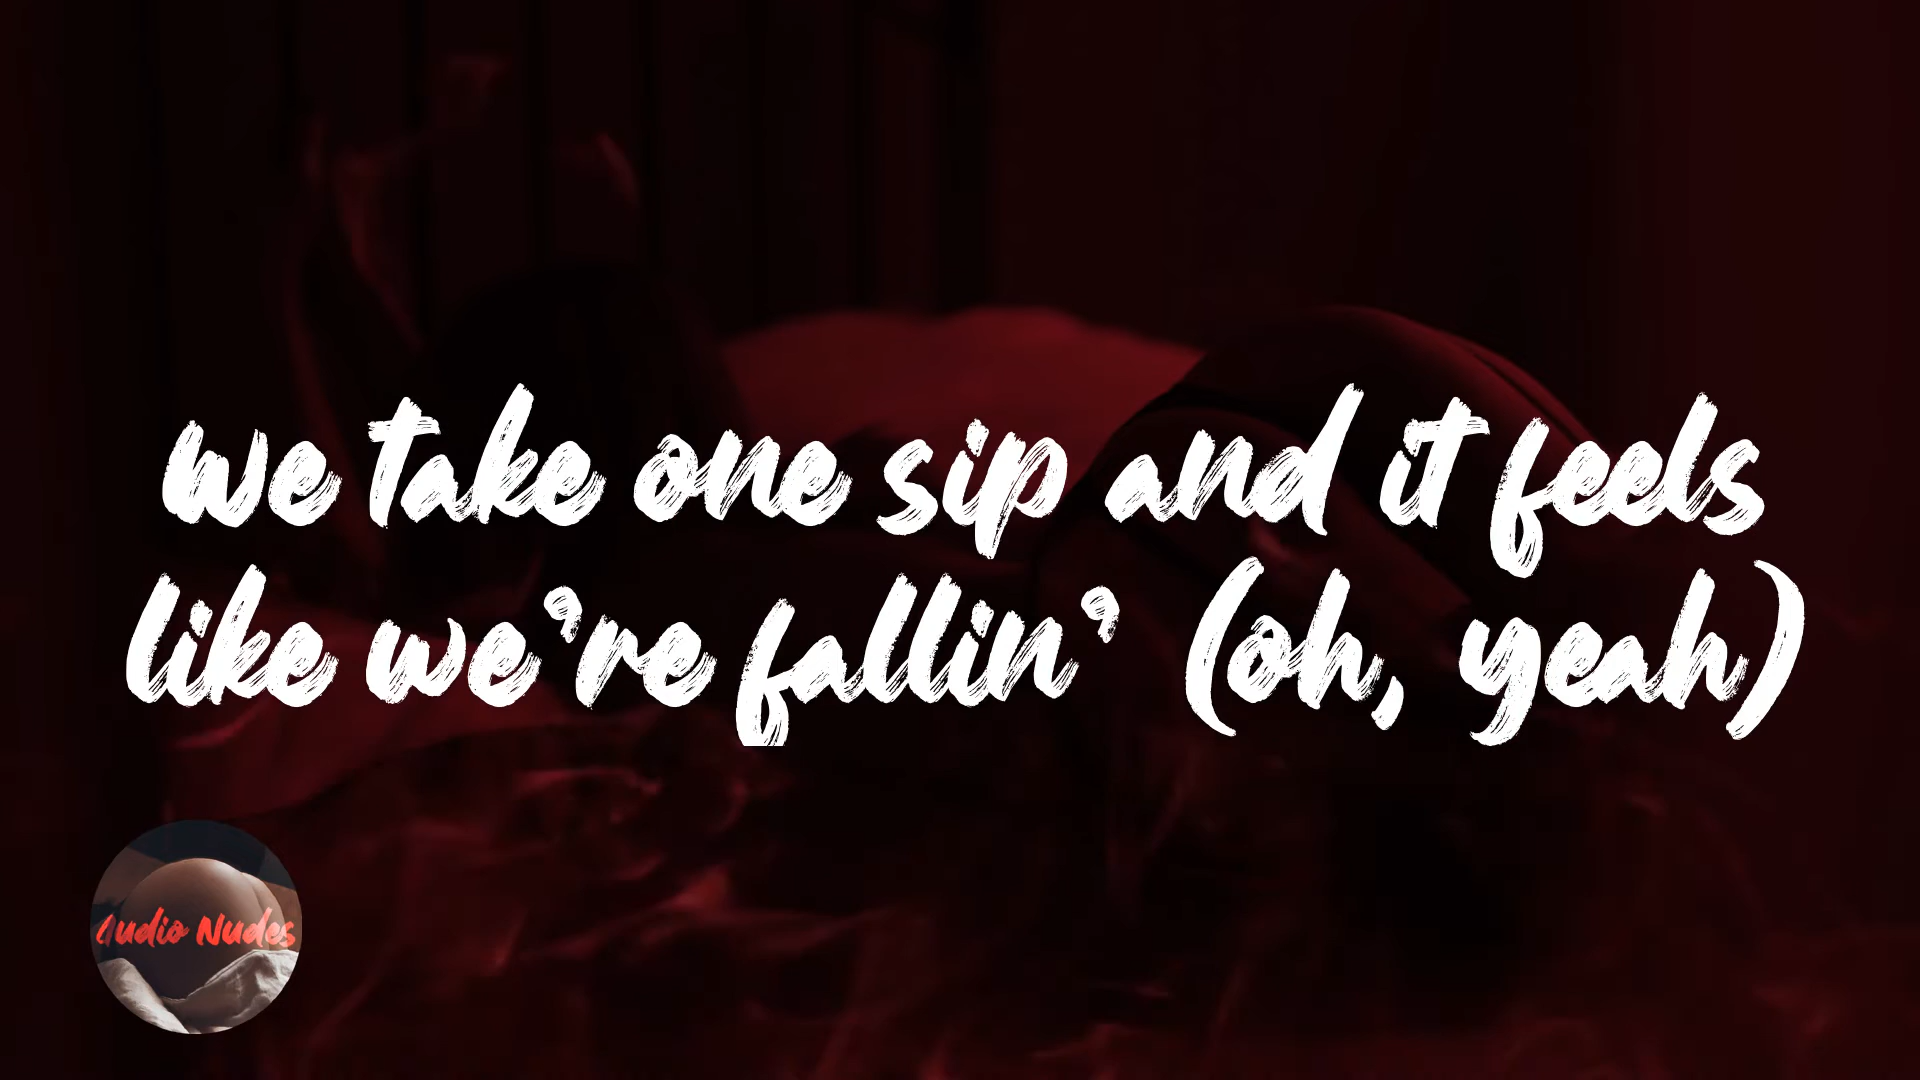 we take one sip and it feels
like we're fallin' (oh, yeah)
Audio Nudes